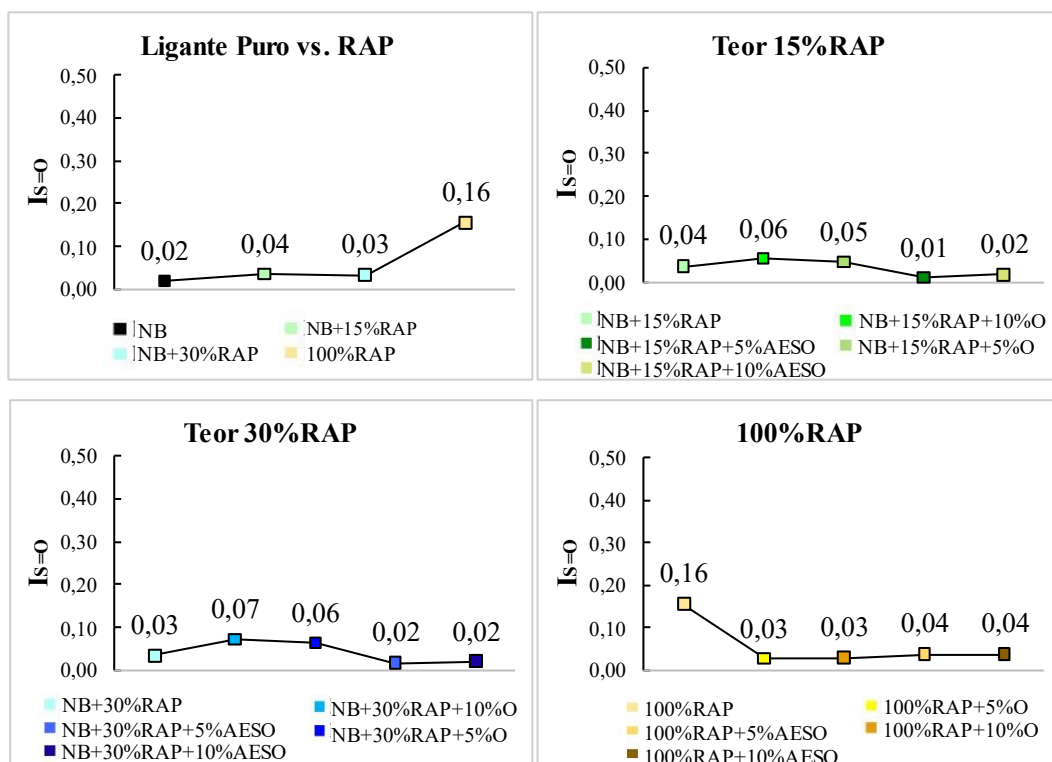 Ligante Puro vs. RAP
0,50
0,40
0,30
0,20
0,10
0,00
IS=O
0,02
0,04
0,03
0,16
NB
NB+15%RAP
NB+30%RAP
100%RAP
Teor 15%RAP
0,50
0,40
0,30
0,20
0,10
0,00
IS=O
0,04
0,06
0,05
0,01
0,02
NB+15%RAP
NB+15%RAP+10%O
NB+15%RAP+5%AESO
NB+15%RAP+5%O
NB+15%RAP+10%AESO
Teor 30%RAP
0,50
0,40
0,30
0,20
0,10
0,00
IS=O
0,03
0,07
0,06
0,02
0,02
NB+30%RAP
NB+30%RAP+10%O
NB+30%RAP+5%AESO
NB+30%RAP+5%O
NB+30%RAP+10%AESO
100%RAP
0,50
0,40
0,30
0,20
0,10
0,00
IS=O
0,16
0,03
0,03
0,04
0,04
100%RAP
100%RAP+5%O
100%RAP+5%AESO
100%RAP+10%O
100%RAP+10%AESO